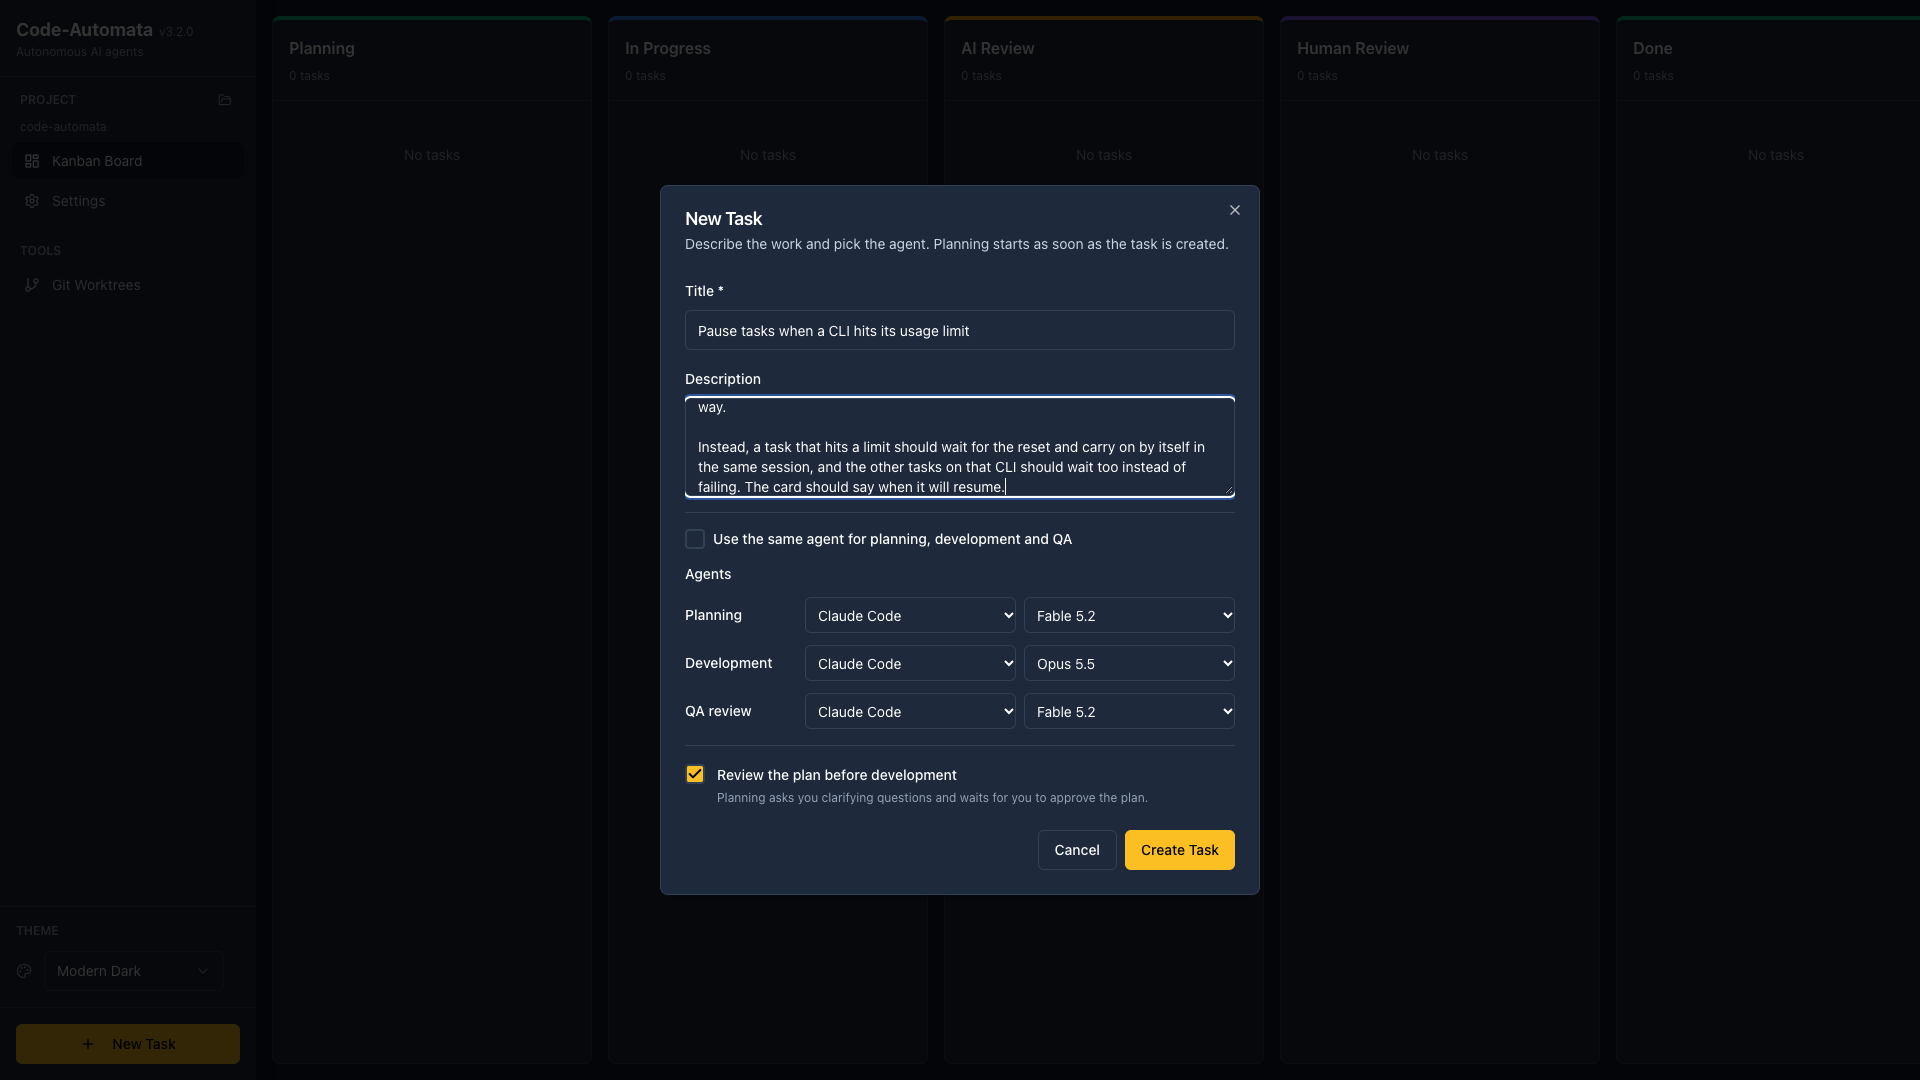 Code-Automata v3.2.0
Autonomous AI agents
PROJECT
code-automata
Kanban Board
Settings
TOOLS
Git Worktrees
THEME
Modern Dark
New Task
Planning
0 tasks
No tasks
In Progress
0 tasks
No tasks
AI Review
0 tasks
No tasks
Human Review
0 tasks
No tasks
Done
0 tasks
No tasks
New Task
Describe the work and pick the agent. Planning starts as soon as the task is created.
Title *
Pause tasks when a CLI hits its usage limit
Description
way.
Instead, a task that hits a limit should wait for the reset and carry on by itself in
the same session, and the other tasks on that CLI should wait too instead of
failing. The card should say when it will resume.
Use the same agent for planning, development and QA
Agents
Planning
Claude Code
Fable 5.2
Development
Claude Code
Opus 5.5
QA review
Claude Code
Fable 5.2
Review the plan before development
Planning asks you clarifying questions and waits for you to approve the plan.
Cancel
Create Task